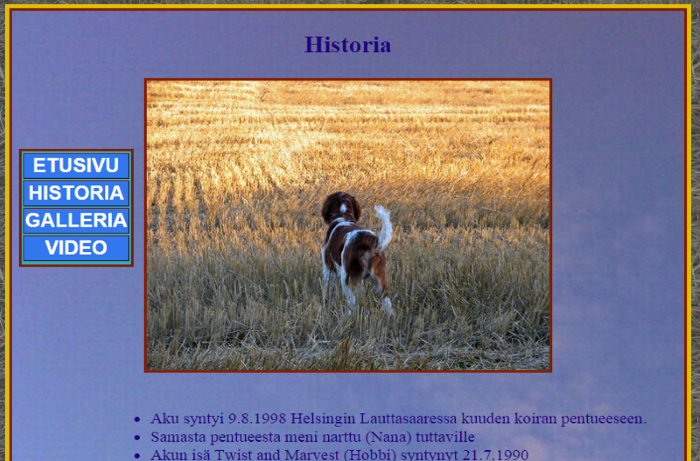 Historia
ETUSIVU
HISTORIA
GALLERIA
VIDEO
Aku syntyi 9.8.1998 Helsingin Lauttasaaressa kuuden koiran pentueeseen.
Samasta pentueesta meni narttu (Nana) tuttaville
Akun isä Twist and Marvest (Hobbi) syntynyt 21.7.1990